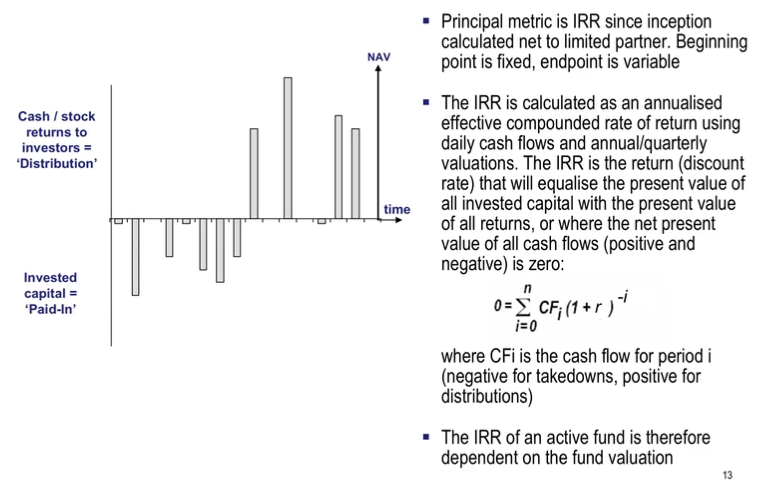 NAV
Cash / stock
returns to
investors =
‘Distribution’
time
Invested
capital =
‘Paid-In’
▪ Principal metric is IRR since inception
calculated net to limited partner. Beginning
point is fixed, endpoint is variable
▪ The IRR is calculated as an annualised
effective compounded rate of return using
daily cash flows and annual/quarterly
valuations. The IRR is the return (discount
rate) that will equalise the present value of
all invested capital with the present value
of all returns, or where the net present
value of all cash flows (positive and
negative) is zero:
n
0 = ∑ CFi (1 + r ) -i
i=0
where CFi is the cash flow for period i
(negative for takedowns, positive for
distributions)
▪ The IRR of an active fund is therefore
dependent on the fund valuation
13